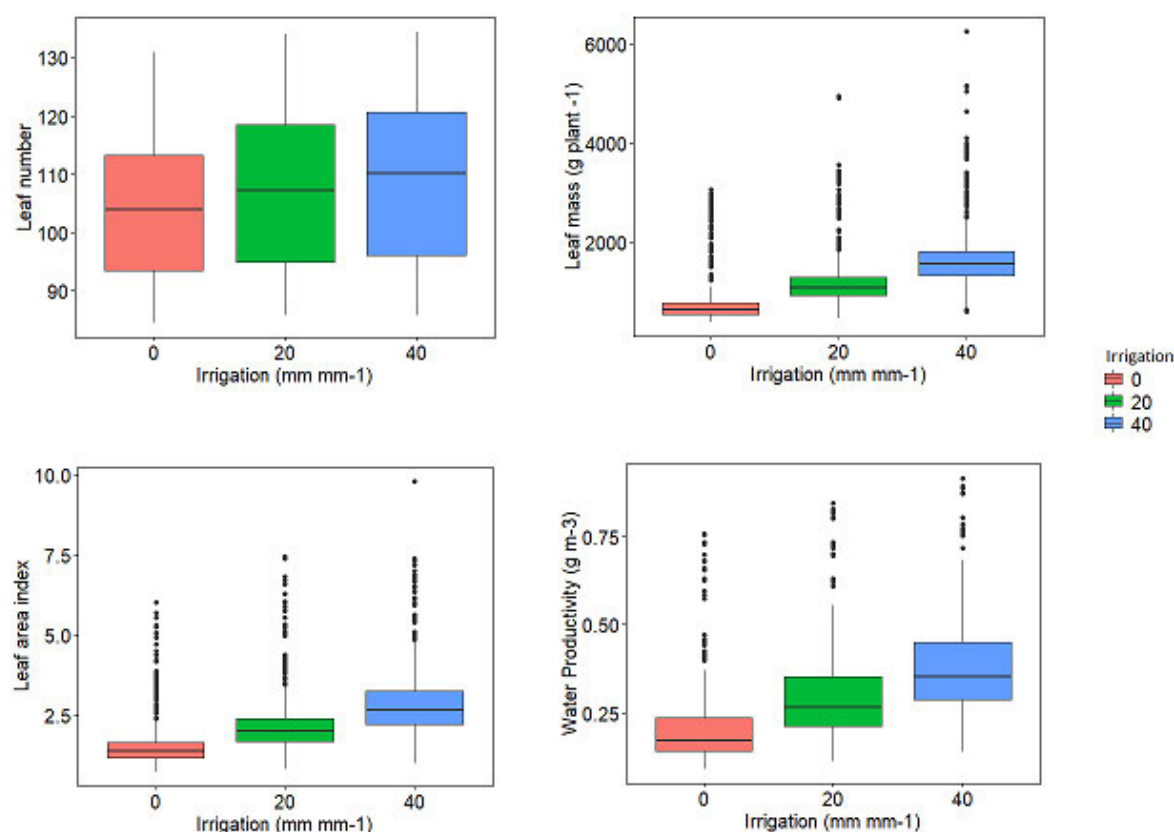 Leaf number
130
120
110
100
90
0 20 40
Irrigation (mm mm-1)
Leaf mass (g plant -1)
6000
4000
2000
0 20 40
Irrigation (mm mm-1)
Irrigation
0
20
40
Leaf area index
10.0
7.5
5.0
2.5
0 20 40
Irrigation (mm mm-1)
Water Productivity (g m-3)
0.75
0.50
0.25
0 20 40
Irrigation (mm mm-1)